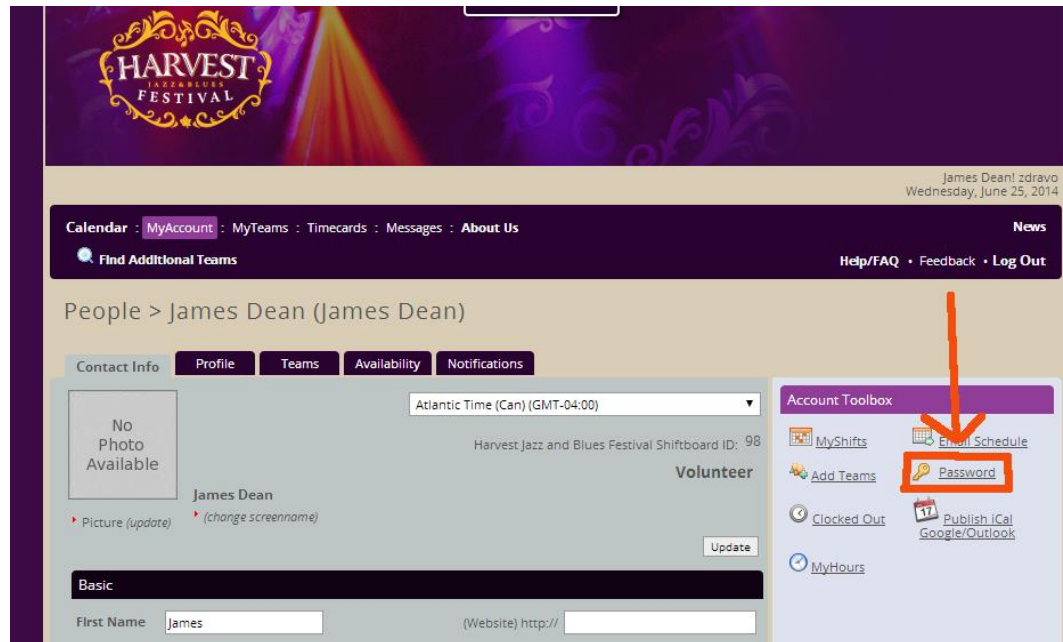 HARVEST
JAZZ & BLUES
FESTIVAL
James Dean! zdravo
Wednesday, June 25, 2014
Calendar : MyAccount : MyTeams : Timecards : Messages : About Us
News
Find Additional Teams
Help/FAQ • Feedback • Log Out
People > James Dean (James Dean)
Contact Info Profile Teams Availability Notifications
No
Photo
Available
Atlantic Time (Can) (GMT-04:00)
Harvest Jazz and Blues Festival Shiftboard ID: 98
Volunteer
James Dean
Picture (update)
(change screenname)
Update
Account Toolbox
MyShifts
Email Schedule
Add Teams
Password
Clocked Out
17
Publish iCal
Google/Outlook
MyHours
Basic
First Name James
(Website) http://